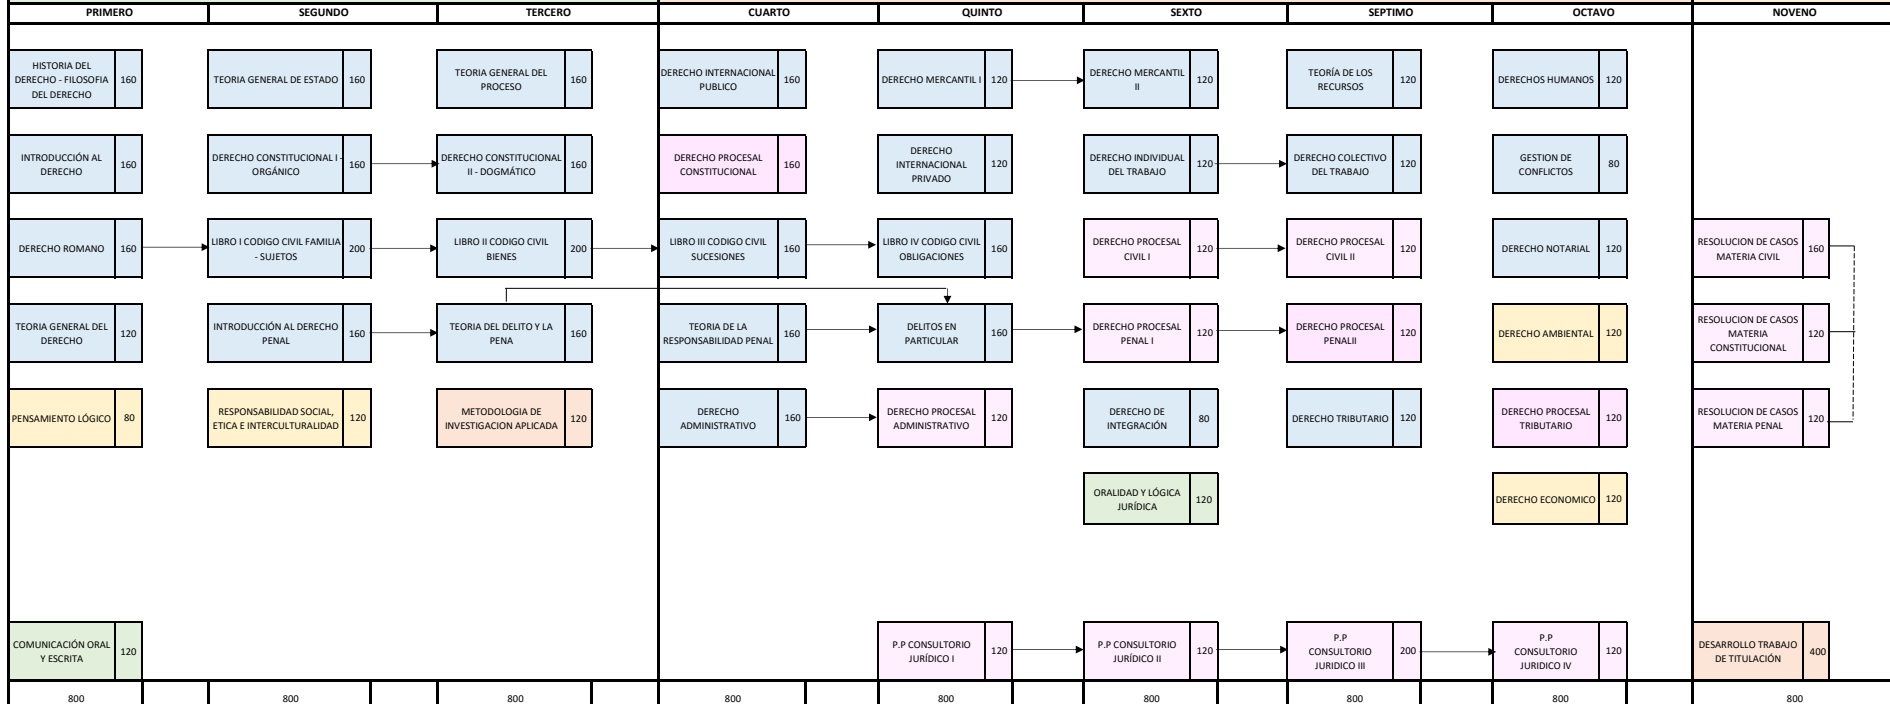 PRIMERO
SEGUNDO
TERCERO
CUARTO
QUINTO
SEXTO
SEPTIMO
OCTAVO
NOVENO
HISTORIA DEL
DERECHO - FILOSOFIA
DEL DERECHO
160
TEORIA GENERAL DE ESTADO
160
TEORIA GENERAL DEL
PROCESO
160
DERECHO INTERNACIONAL
PUBLICO
160
DERECHO MERCANTIL I
120
DERECHO MERCANTIL
II
120
TEORÍA DE LOS
RECURSOS
120
DERECHOS HUMANOS
120
INTRODUCCIÓN AL
DERECHO
160
DERECHO CONSTITUCIONAL I -
ORGÁNICO
160
DERECHO CONSTITUCIONAL
II - DOGMÁTICO
160
DERECHO PROCESAL
CONSTITUCIONAL
160
DERECHO
INTERNACIONAL
PRIVADO
120
DERECHO INDIVIDUAL
DEL TRABAJO
120
DERECHO COLECTIVO
DEL TRABAJO
120
GESTION DE
CONFLICTOS
80
DERECHO ROMANO
160
LIBRO I CODIGO CIVIL FAMILIA
- SUJETOS
200
LIBRO II CODIGO CIVIL
BIENES
200
LIBRO III CODIGO CIVIL
SUCESIONES
160
LIBRO IV CODIGO CIVIL
OBLIGACIONES
160
DERECHO PROCESAL
CIVIL I
120
DERECHO PROCESAL
CIVIL II
120
DERECHO NOTARIAL
120
RESOLUCION DE CASOS
MATERIA CIVIL
160
TEORIA GENERAL DEL
DERECHO
120
INTRODUCCIÓN AL DERECHO
PENAL
160
TEORIA DEL DELITO Y LA
PENA
160
TEORIA DE LA
RESPONSABILIDAD PENAL
160
DELITOS EN
PARTICULAR
160
DERECHO PROCESAL
PENAL I
120
DERECHO PROCESAL
PENALII
120
DERECHO AMBIENTAL
120
RESOLUCION DE CASOS
MATERIA
CONSTITUCIONAL
120
PENSAMIENTO LÓGICO
80
RESPONSABILIDAD SOCIAL,
ETICA E INTERCULTURALIDAD
120
METODOLOGIA DE
INVESTIGACION APLICADA
120
DERECHO
ADMINISTRATIVO
160
DERECHO PROCESAL
ADMINISTRATIVO
120
DERECHO DE
INTEGRACIÓN
80
DERECHO TRIBUTARIO
120
DERECHO PROCESAL
TRIBUTARIO
120
RESOLUCION DE CASOS
MATERIA PENAL
120
ORALIDAD Y LÓGICA
JURÍDICA
120
DERECHO ECONOMICO
120
COMUNICACIÓN ORAL
Y ESCRITA
120
P.P CONSULTORIO
JURÍDICO I
120
P.P CONSULTORIO
JURÍDICO II
120
P.P
CONSULTORIO
JURIDICO III
200
P.P
CONSULTORIO
JURIDICO IV
120
DESARROLLO TRABAJO
DE TITULACIÓN
400
800
800
800
800
800
800
800
800
800